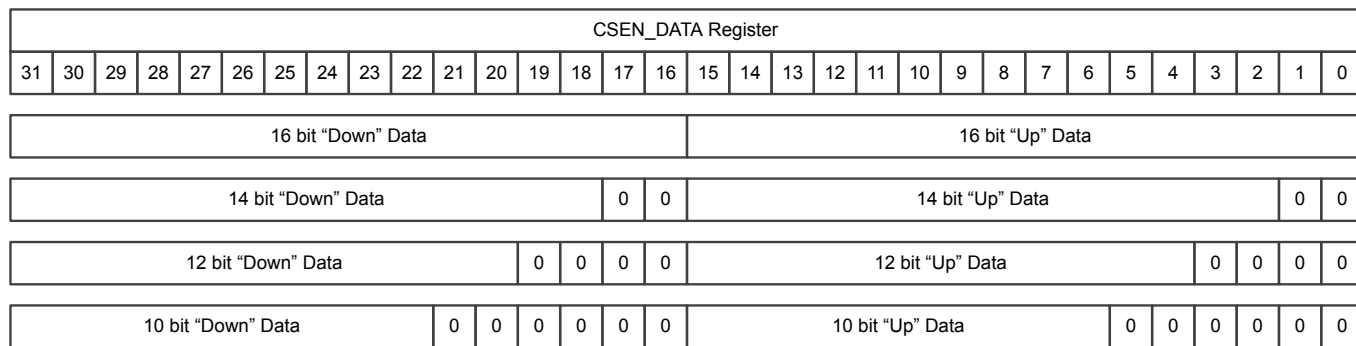 CSEN_DATA Register
31 30 29 28 27 26 25 24 23 22 21 20 19 18 17 16 15 14 13 12 11 10 9 8 7 6 5 4 3 2 1 0
16 bit “Down” Data 16 bit “Up” Data
14 bit “Down” Data 0 0 14 bit “Up” Data 0 0
12 bit “Down” Data 0 0 0 0 12 bit “Up” Data 0 0 0 0
10 bit “Down” Data 0 0 0 0 0 0 10 bit “Up” Data 0 0 0 0 0 0